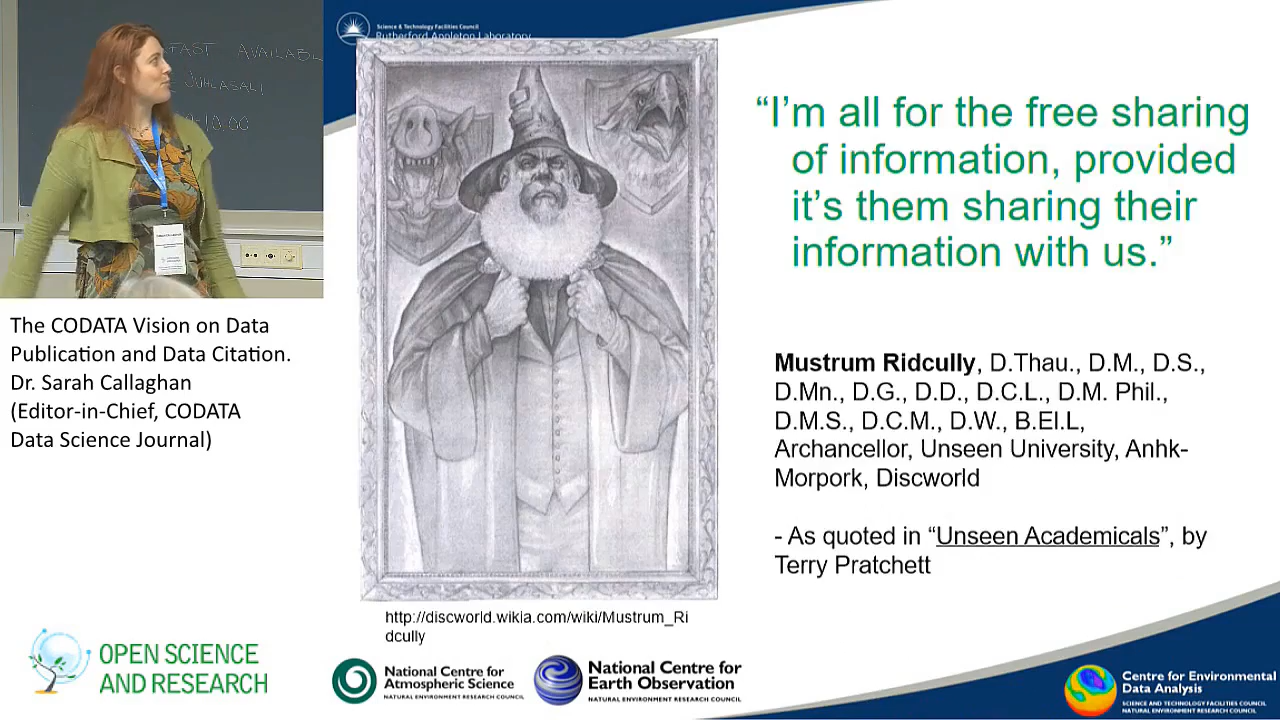 Science & Technology Facilities Council
Rutherford Appleton Laboratory
FAST AVAILABL
JUHLASALI
10.00
“I’m all for the free sharing
of information, provided
it’s them sharing their
information with us.”
The CODATA Vision on Data
Publication and Data Citation.
Dr. Sarah Callaghan
(Editor-in-Chief, CODATA
Data Science Journal)
Mustrum Ridcully, D.Thau., D.M., D.S.,
D.Mn., D.G., D.D., D.C.L., D.M. Phil.,
D.M.S., D.C.M., D.W., B.El.L,
Archancellor, Unseen University, Anhk-
Morpork, Discworld
- As quoted in “Unseen Academicals”, by
Terry Pratchett
http://discworld.wikia.com/wiki/Mustrum_Ri
dcully
OPEN SCIENCE
AND RESEARCH
National Centre for
Atmospheric Science
NATURAL ENVIRONMENT RESEARCH COUNCIL
National Centre for
Earth Observation
NATURAL ENVIRONMENT RESEARCH COUNCIL
Centre for Environmental
Data Analysis
SCIENCE AND TECHNOLOGY FACILITIES COUNCIL
NATURAL ENVIRONMENT RESEARCH COUNCIL